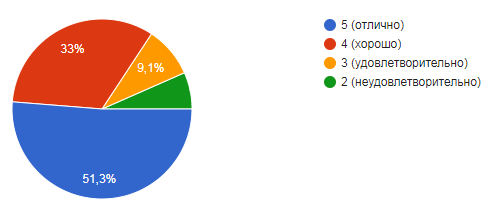 33%
9,1%
51,3%
5 (отлично)
4 (хорошо)
3 (удовлетворительно)
2 (неудовлетворительно)